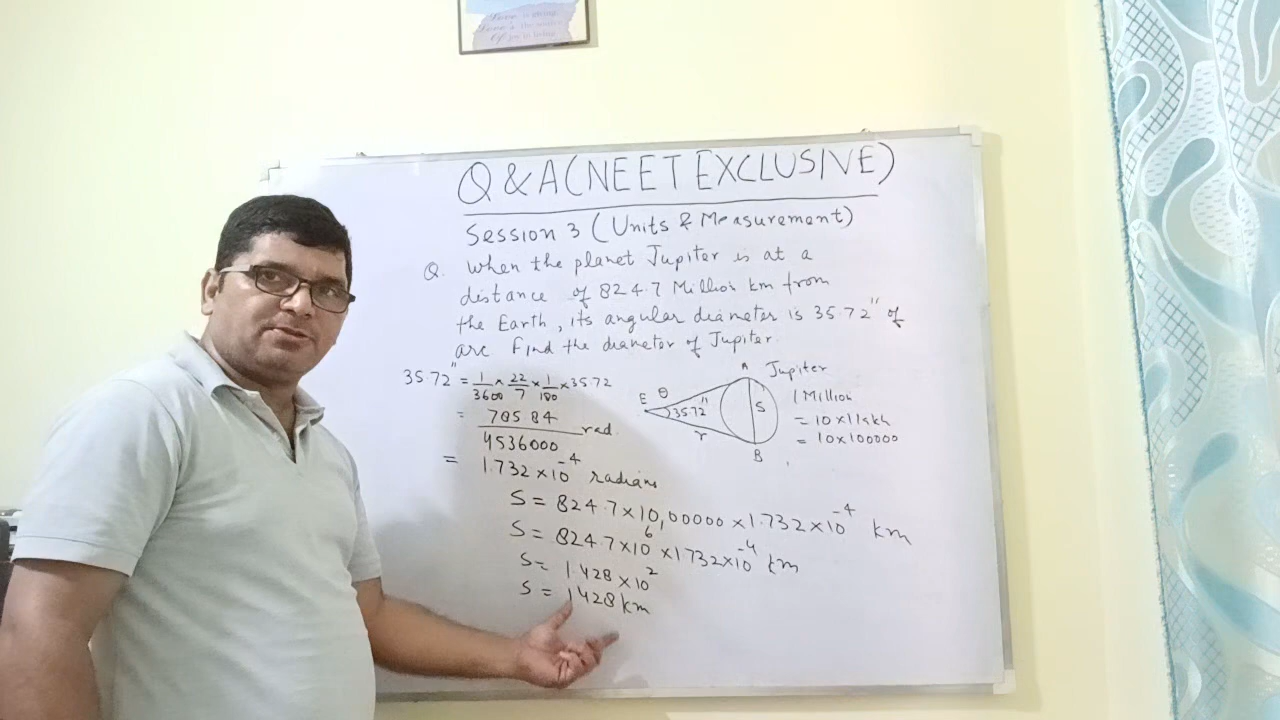 Q & A (NEET EXCLUSIVE)
Session 3 (Units & Measurement)
Q. When the planet Jupiter is at a
distance of 824.7 Million km from
the Earth, its angular diameter is 35.72" of
arc Find the diameter of Jupiter.
35.72" = 1/3600 × 22/7 × 1/180 × 35.72
= 785.84/4536000 rad.
= 1.732×10⁻⁴ radians
A Jupiter
E θ 35.72" S
r
B
1 Million
= 10×1 lakh
= 10×100000
S = 824.7×10,00000×1.732×10⁻⁴ km
S = 824.7×10⁶×1.732×10⁻⁴ km
S = 1.428×10²
S = 1428 km